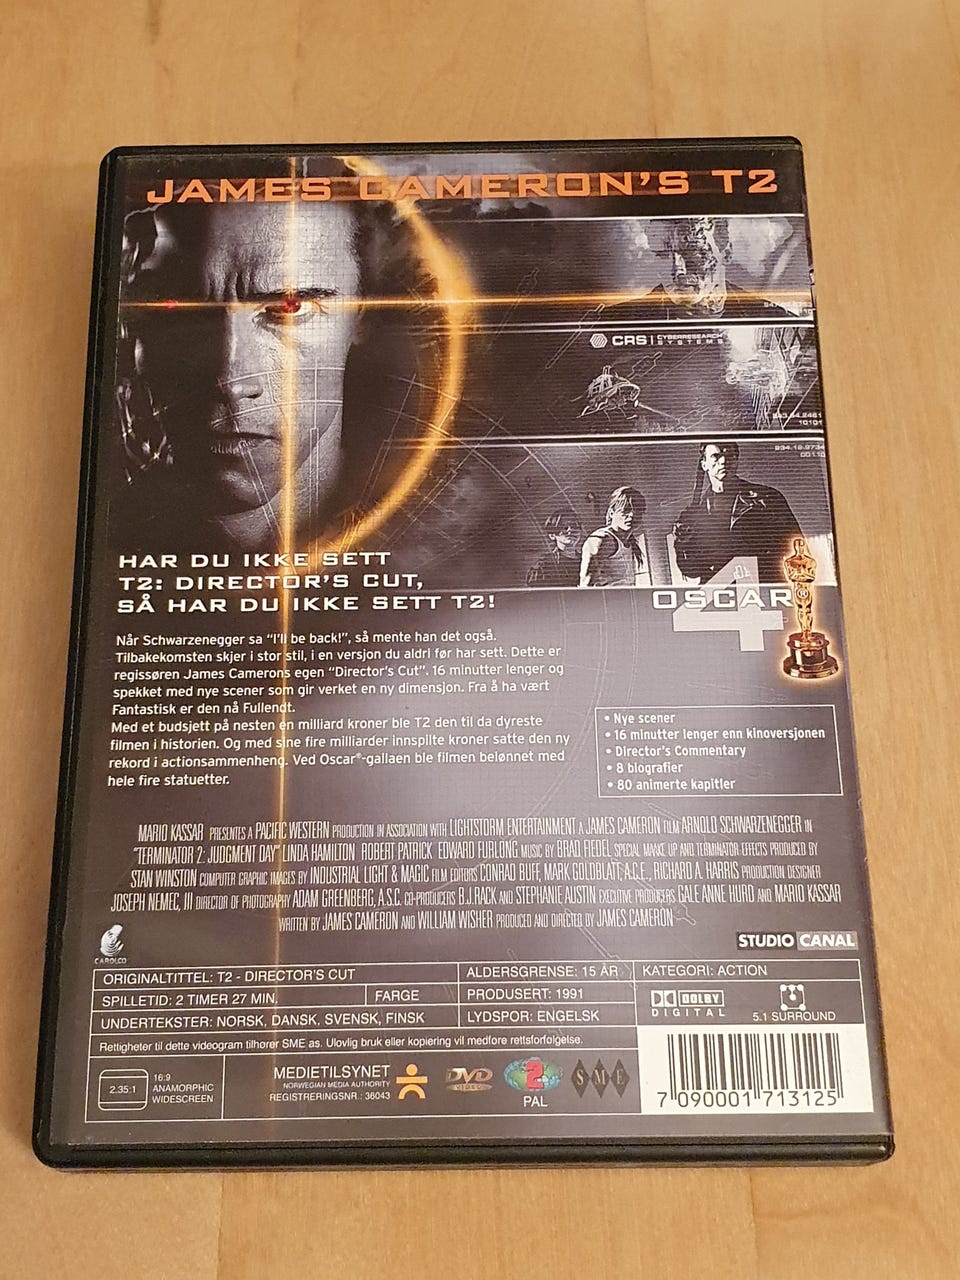 JAMES CAMERON'S T2
CRS | CYBERRESEARCH SYSTEMS
10101
HAR DU IKKE SETT
T2: DIRECTOR'S CUT,
SÅ HAR DU IKKE SETT T2!
4 OSCAR®
Når Schwarzenegger sa "I'll be back!", så mente han det også.
Tilbakekomsten skjer i stor stil, i en versjon du aldri før har sett. Dette er
regissøren James Camerons egen "Director's Cut". 16 minutter lenger og
spekket med nye scener som gir verket en ny dimensjon. Fra å ha vært
Fantastisk er den nå Fullendt.
Med et budsjett på nesten én milliard kroner ble T2 den til da dyreste
filmen i historien. Og med sine fire milliarder innspilte kroner satte den ny
rekord i actionsammenheng. Ved Oscar®-gallaen ble filmen belønnet med
hele fire statuetter.
• Nye scener
• 16 minutter lenger enn kinoversjonen
• Director's Commentary
• 8 biografier
• 80 animerte kapitler
MARIO KASSAR PRESENTES A PACIFIC WESTERN PRODUCTION IN ASSOCIATION WITH LIGHTSTORM ENTERTAINMENT A JAMES CAMERON FILM ARNOLD SCHWARZENEGGER IN
"TERMINATOR 2: JUDGMENT DAY" LINDA HAMILTON ROBERT PATRICK EDWARD FURLONG MUSIC BY BRAD FIEDEL SPECIAL MAKE UP AND TERMINATOR EFFECTS PRODUCED BY
STAN WINSTON COMPUTER GRAPHIC IMAGES BY INDUSTRIAL LIGHT & MAGIC FILM EDITORS CONRAD BUFF, MARK GOLDBLATT, A.C.E., RICHARD A. HARRIS PRODUCTION DESIGNER
JOSEPH NEMEC, III DIRECTOR OF PHOTOGRAPHY ADAM GREENBERG, A.S.C. CO-PRODUCERS B.J.RACK AND STEPHANIE AUSTIN EXECUTIVE PRODUCERS GALE ANNE HURD AND MARIO KASSAR
WRITTEN BY JAMES CAMERON AND WILLIAM WISHER PRODUCED AND DIRECTED BY JAMES CAMERON
CAROLCO
STUDIO CANAL
ORIGINALTITTEL: T2 - DIRECTOR'S CUT
ALDERSGRENSE: 15 ÅR
KATEGORI: ACTION
SPILLETID: 2 TIMER 27 MIN.
FARGE
PRODUSERT: 1991
UNDERTEKSTER: NORSK, DANSK, SVENSK, FINSK
LYDSPOR: ENGELSK
DOLBY
DIGITAL
5.1 SURROUND
Rettigheter til dette videogram tilhører SME as. Ulovlig bruk eller kopiering vil medføre rettsforfølgelse.
2.35:1
16:9
ANAMORPHIC
WIDESCREEN
MEDIETILSYNET
NORWEGIAN MEDIA AUTHORITY
REGISTRERINGSNR.: 36043
DVD
VIDEO
2
PAL
SME
7 090001 713125